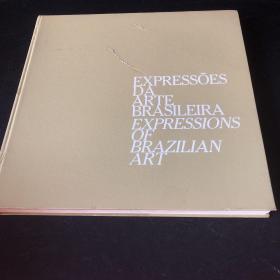 EXPRESSÕES
DA
ARTE
BRASILEIRA
EXPRESSIONS
OF
BRAZILIAN
ART